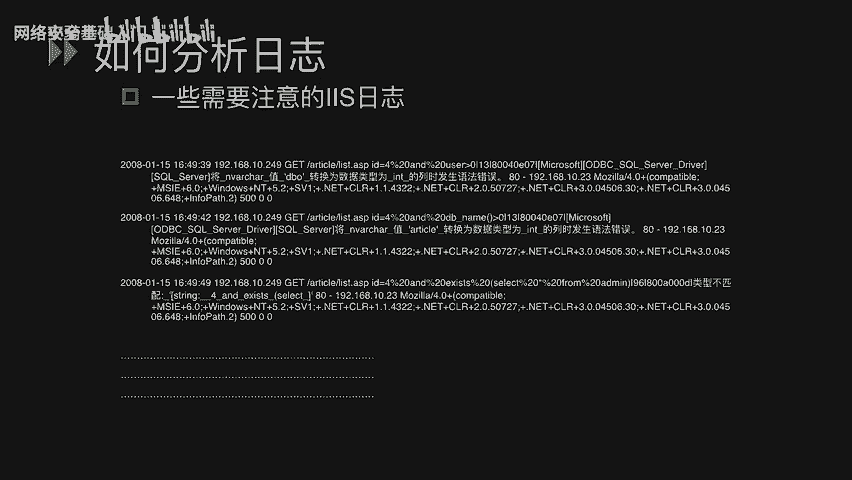 网络安全基础入门
如何分析日志
一些需要注意的IIS日志
2008-01-15 16:49:39 192.168.10.249 GET /article/list.asp id=4%20and%20user>0|13|80040e07|[Microsoft][ODBC_SQL_Server_Driver]
[SQL_Server]将_nvarchar_值_'dbo'_转换为数据类型为_int_的列时发生语法错误。 80 - 192.168.10.23 Mozilla/4.0+(compatible;
+MSIE+6.0;+Windows+NT+5.2;+SV1;+.NET+CLR+1.1.4322;+.NET+CLR+2.0.50727;+.NET+CLR+3.0.04506.30;+.NET+CLR+3.0.045
06.648;+InfoPath.2) 500 0 0
2008-01-15 16:49:42 192.168.10.249 GET /article/list.asp id=4%20and%20db_name()>0|13|80040e07|[Microsoft]
[ODBC_SQL_Server_Driver][SQL_Server]将_nvarchar_值_'article'_转换为数据类型为_int_的列时发生语法错误。 80 - 192.168.10.23
Mozilla/4.0+(compatible;
+MSIE+6.0;+Windows+NT+5.2;+SV1;+.NET+CLR+1.1.4322;+.NET+CLR+2.0.50727;+.NET+CLR+3.0.04506.30;+.NET+CLR+3.0.045
06.648;+InfoPath.2) 500 0 0
2008-01-15 16:49:49 192.168.10.249 GET /article/list.asp id=4%20and%20exists%20(select%20*%20from%20admin)|96|800a000d|类型不匹
配:_'[string:__4_and_exists_(select_]' 80 - 192.168.10.23 Mozilla/4.0+(compatible;
+MSIE+6.0;+Windows+NT+5.2;+SV1;+.NET+CLR+1.1.4322;+.NET+CLR+2.0.50727;+.NET+CLR+3.0.04506.30;+.NET+CLR+3.0.045
06.648;+InfoPath.2) 500 0 0